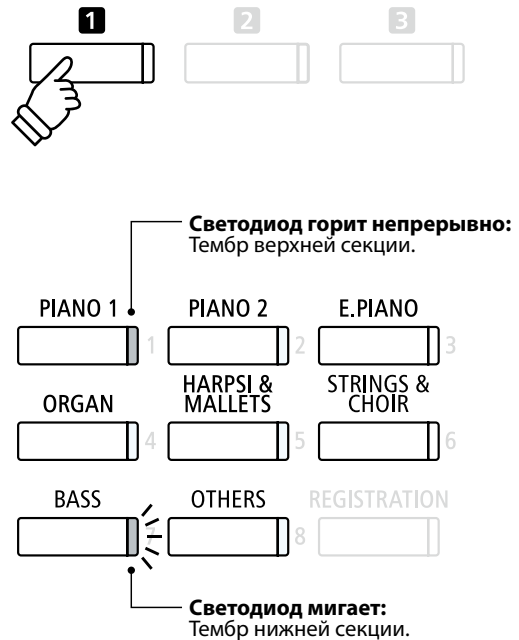 1 2 3
Светодиод горит непрерывно:
Тембр верхней секции.
PIANO 1 PIANO 2 E.PIANO
1 2 3
ORGAN HARPSI & MALLETS STRINGS & CHOIR
4 5 6
BASS OTHERS REGISTRATION
7 8
Светодиод мигает:
Тембр нижней секции.